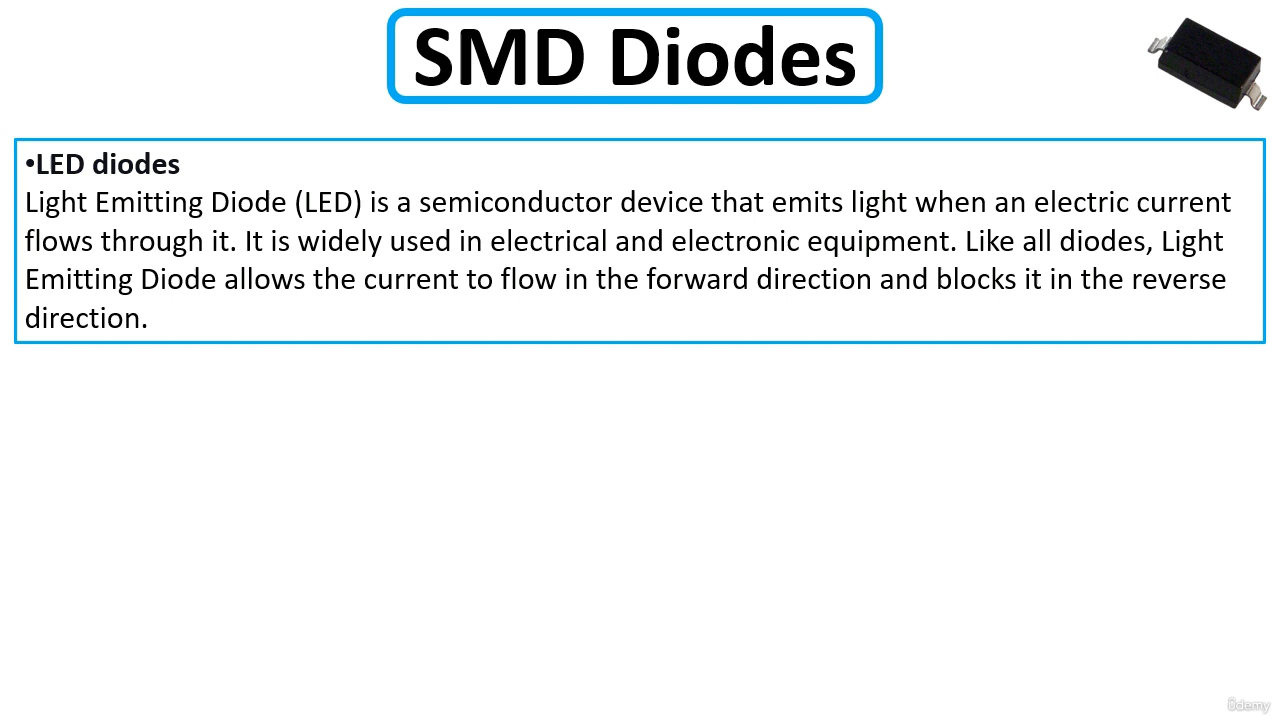 SMD Diodes
•LED diodes
Light Emitting Diode (LED) is a semiconductor device that emits light when an electric current
flows through it. It is widely used in electrical and electronic equipment. Like all diodes, Light
Emitting Diode allows the current to flow in the forward direction and blocks it in the reverse
direction.
ûdemy